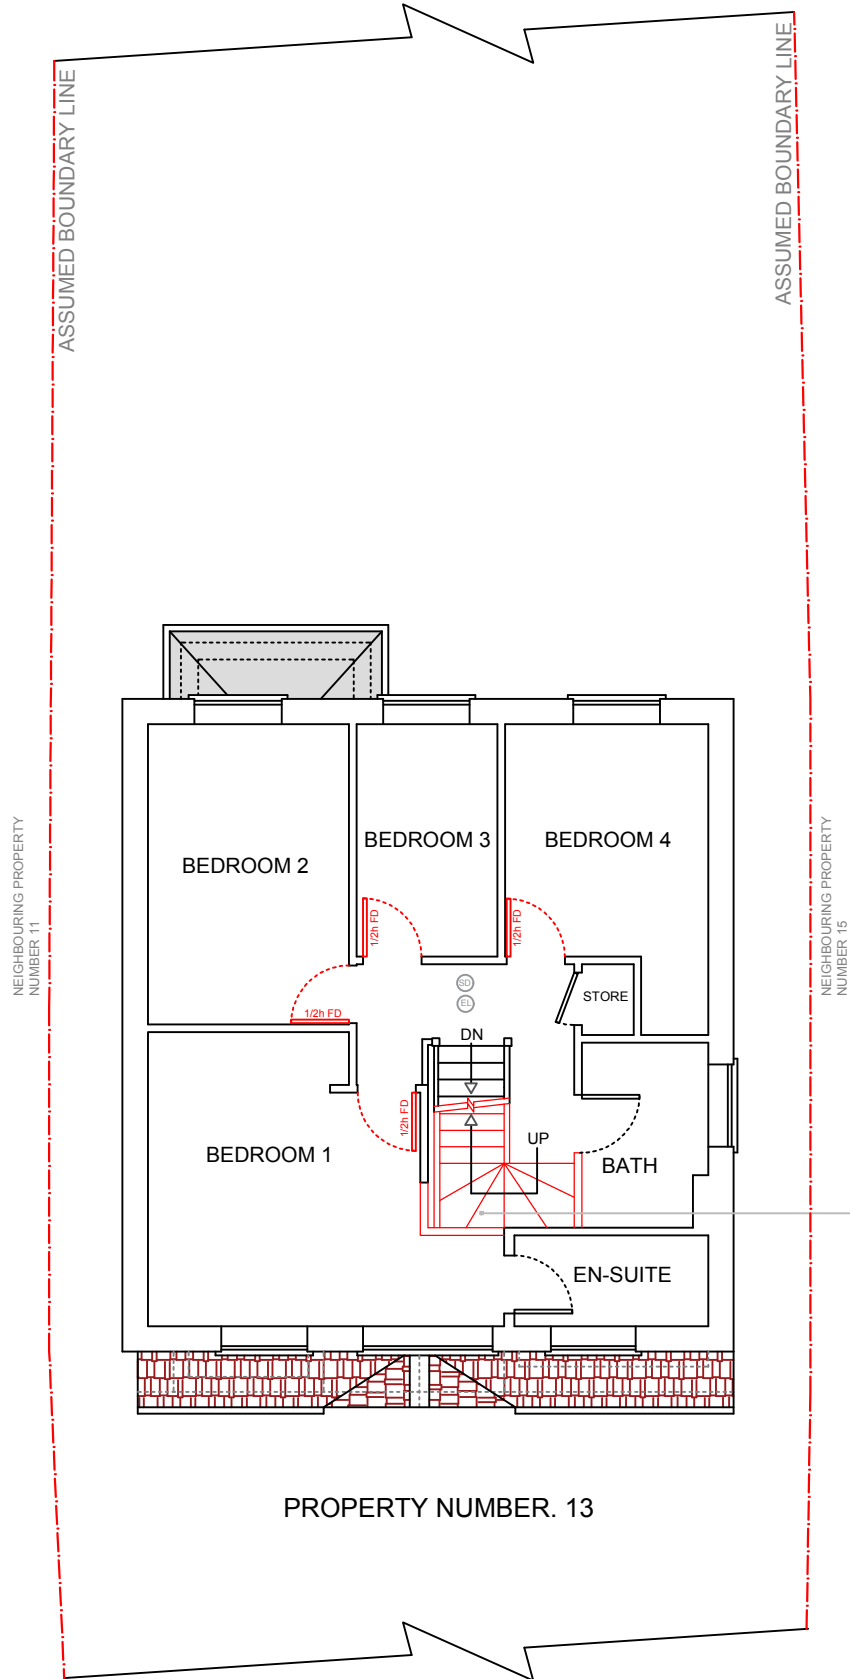 ASSUMED BOUNDARY LINE
ASSUMED BOUNDARY LINE
NEIGHBOURING PROPERTY
NUMBER 11
NEIGHBOURING PROPERTY
NUMBER 15
BEDROOM 2
BEDROOM 3
BEDROOM 4
1/2h FD
1/2h FD
1/2h FD
SD
EL
STORE
DN
1/2h FD
UP
BEDROOM 1
BATH
EN-SUITE
PROPERTY NUMBER. 13